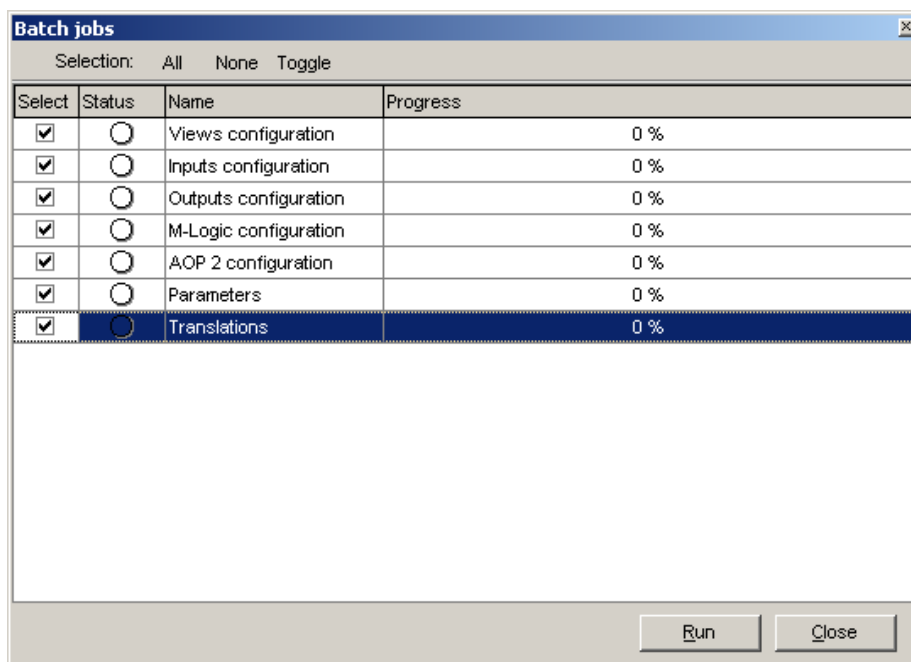 Batch jobs
Selection: All None Toggle
Select Status Name Progress
Views configuration 0 %
Inputs configuration 0 %
Outputs configuration 0 %
M-Logic configuration 0 %
AOP 2 configuration 0 %
Parameters 0 %
Translations 0 %
Run Close